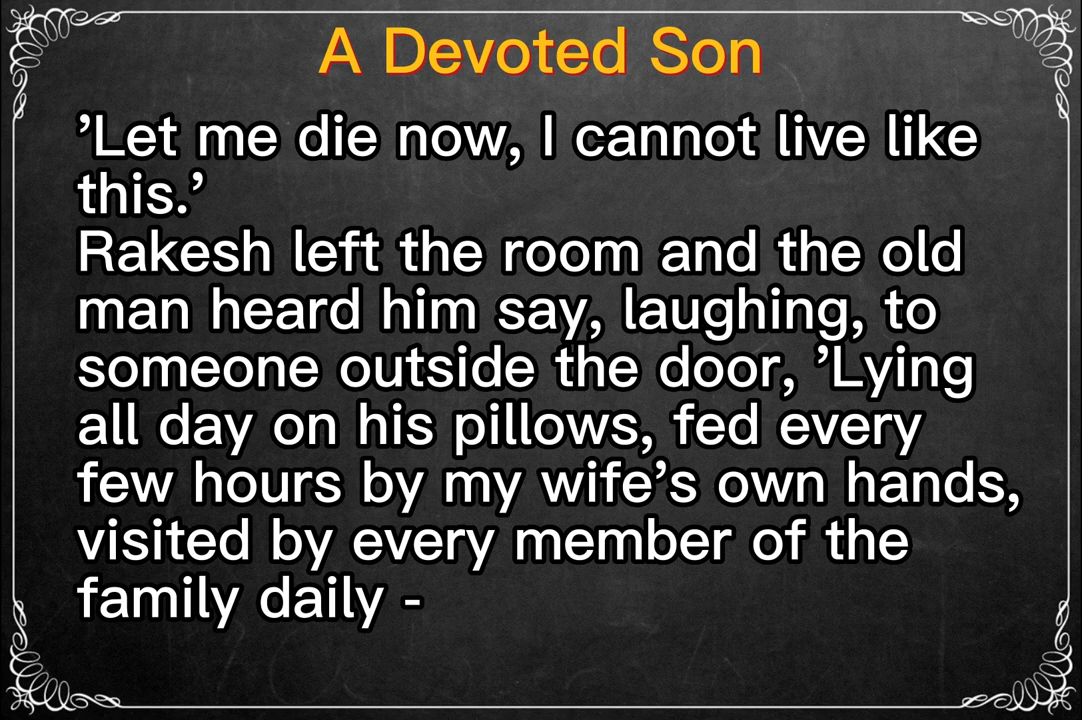 A Devoted Son
’Let me die now, I cannot live like
this.’
Rakesh left the room and the old
man heard him say, laughing, to
someone outside the door, ’Lying
all day on his pillows, fed every
few hours by my wife’s own hands,
visited by every member of the
family daily -